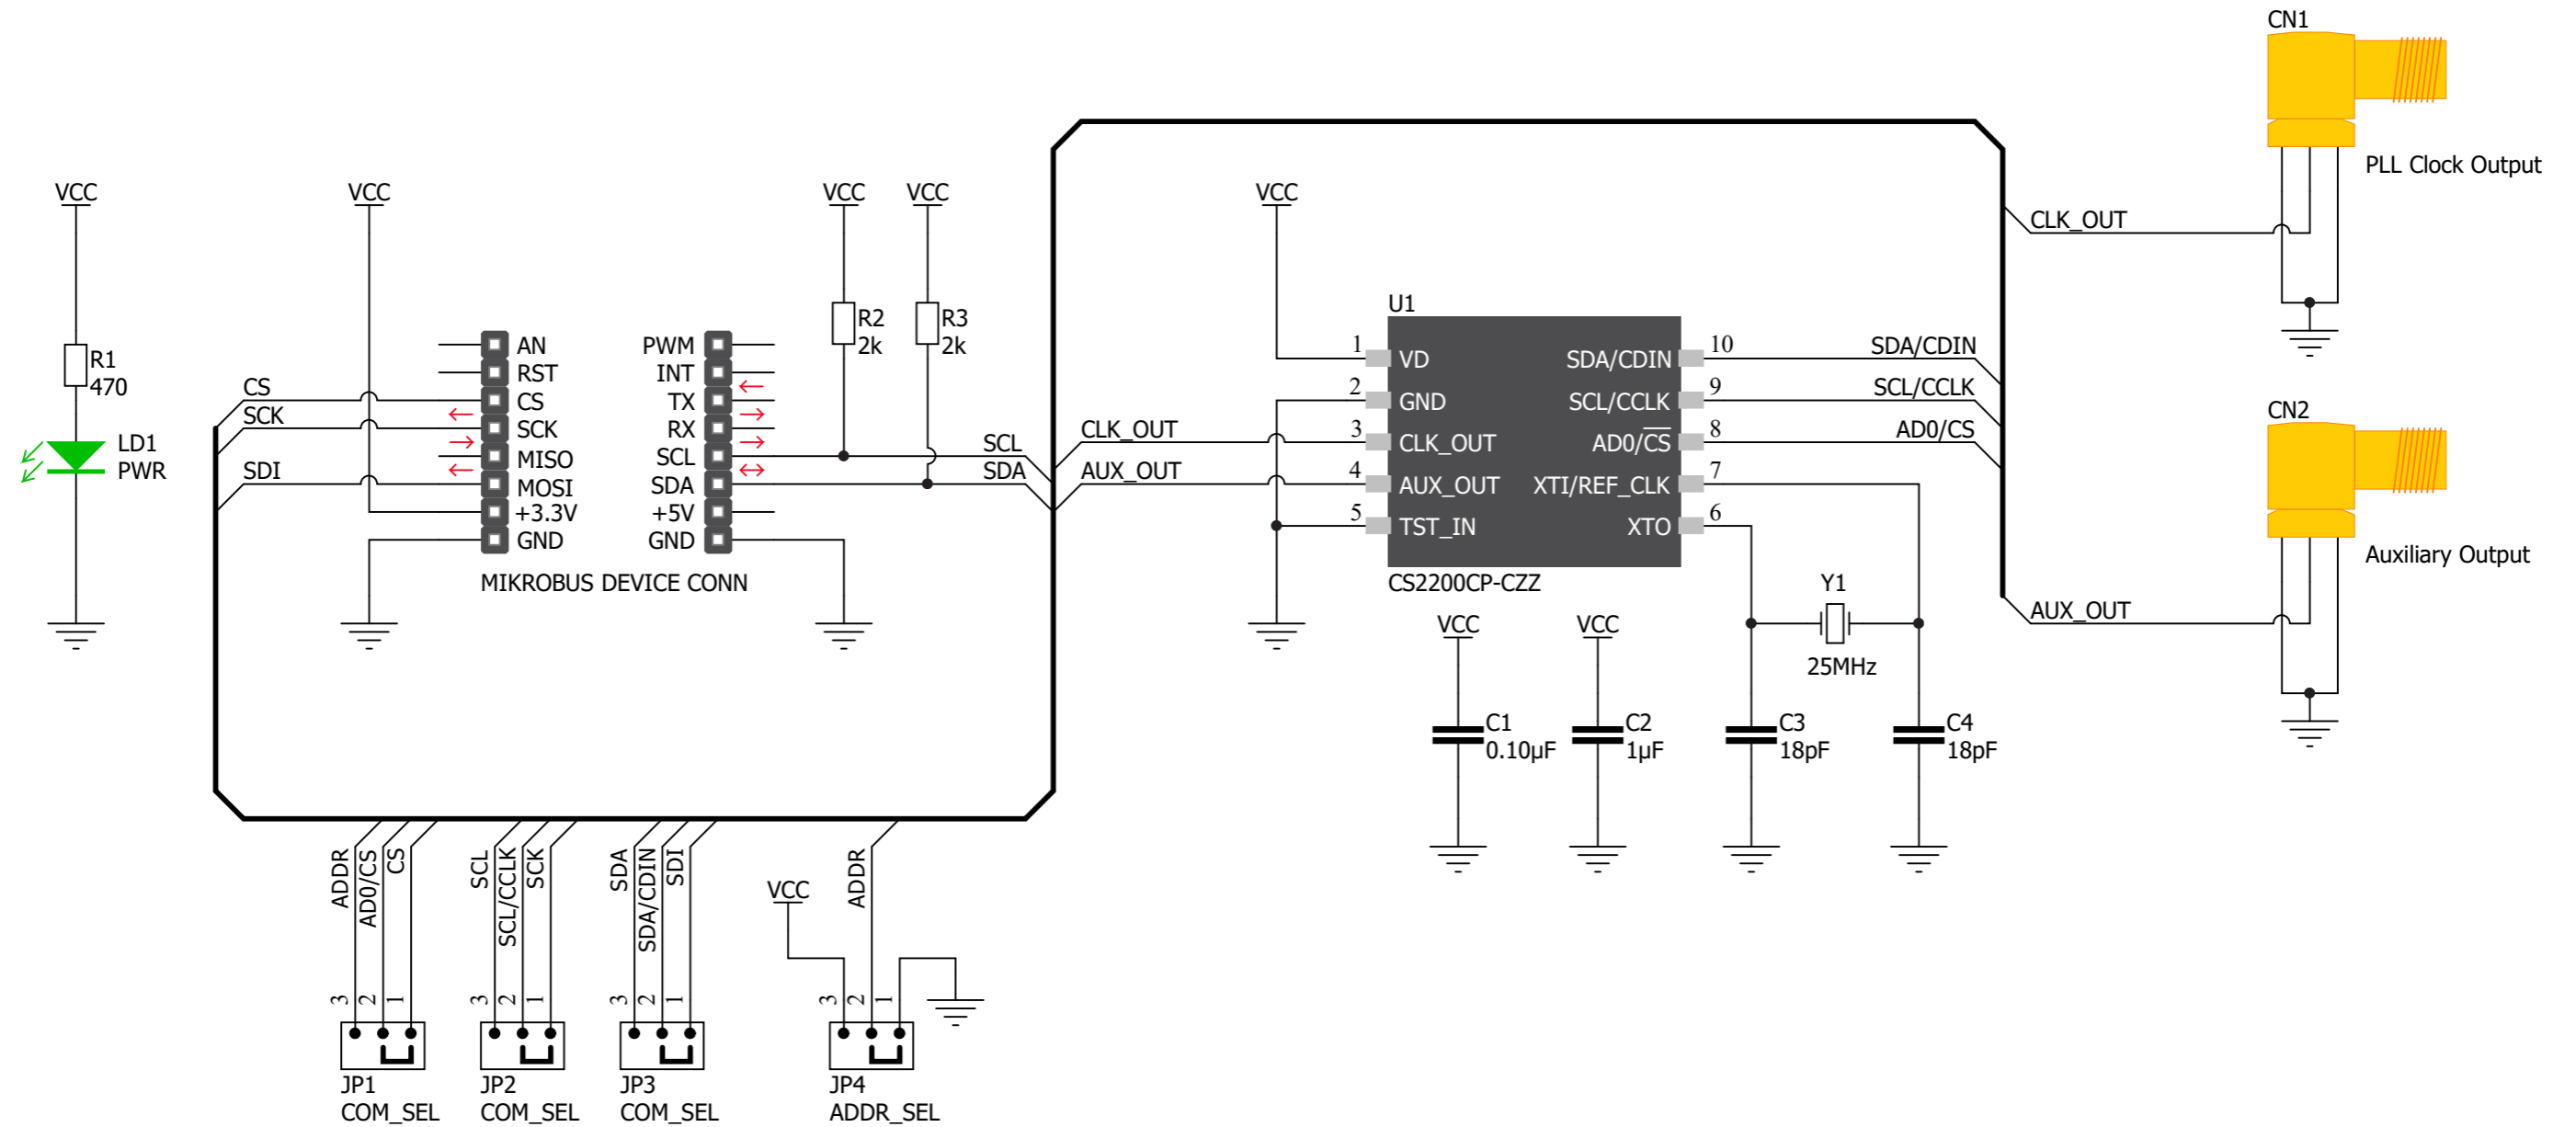 CN1
PLL Clock Output
VCC
VCC
VCC
VCC
VCC
CLK_OUT
R1
470
LD1
PWR
CS
SCK
SDI
AN
RST
CS
SCK
MISO
MOSI
+3.3V
GND
PWM
INT
TX
RX
SCL
SDA
+5V
GND
MIKROBUS DEVICE CONN
R2
2k
R3
2k
SCL
SDA
CLK_OUT
AUX_OUT
U1
1
2
3
4
5
VD
GND
CLK_OUT
AUX_OUT
TST_IN
SDA/CDIN
SCL/CCLK
AD0/CS
XTI/REF_CLK
XTO
10
9
8
7
6
SDA/CDIN
SCL/CCLK
AD0/CS
CS2200CP-CZZ
CN2
Auxiliary Output
AUX_OUT
VCC
VCC
Y1
25MHz
C1
0.10µF
C2
1µF
C3
18pF
C4
18pF
ADDR
AD0/CS
CS
SCL
SCL/CCLK
SCK
SDA
SDA/CDIN
SDI
VCC
ADDR
3
2
1
3
2
1
3
2
1
3
2
1
JP1
COM_SEL
JP2
COM_SEL
JP3
COM_SEL
JP4
ADDR_SEL